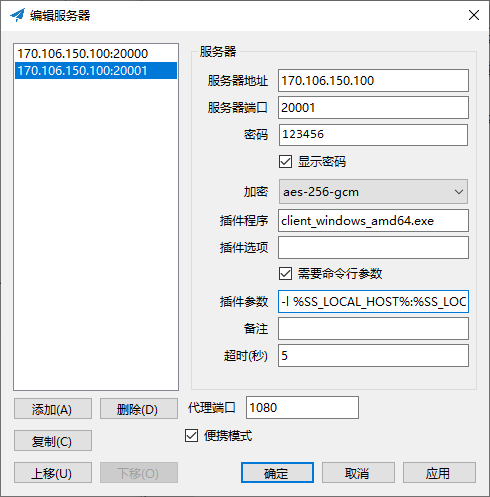 编辑服务器
170.106.150.100:20000
170.106.150.100:20001
服务器
服务器地址 170.106.150.100
服务器端口 20001
密码 123456
显示密码
加密 aes-256-gcm
插件程序 client_windows_amd64.exe
插件选项
需要命令行参数
插件参数 -l %SS_LOCAL_HOST%:%SS_LOC
备注
超时(秒) 5
添加(A) 删除(D) 代理端口 1080
复制(C) 便携模式
上移(U) 下移(O) 确定 取消 应用